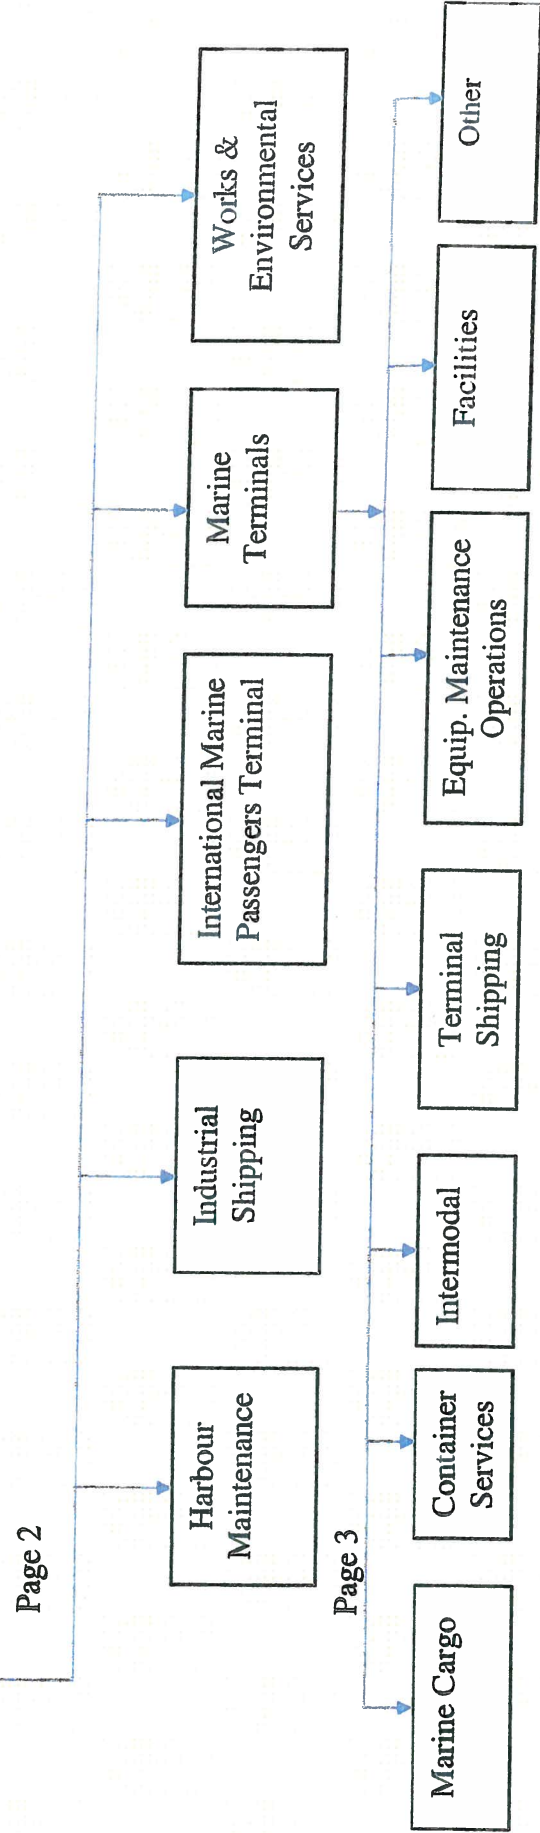 Page 2
Harbour
Maintenance
Industrial
Shipping
International Marine
Passengers Terminal
Marine
Terminals
Works &
Environmental
Services
Page 3
Marine Cargo
Container
Services
Intermodal
Terminal
Shipping
Equip. Maintenance
Operations
Facilities
Other